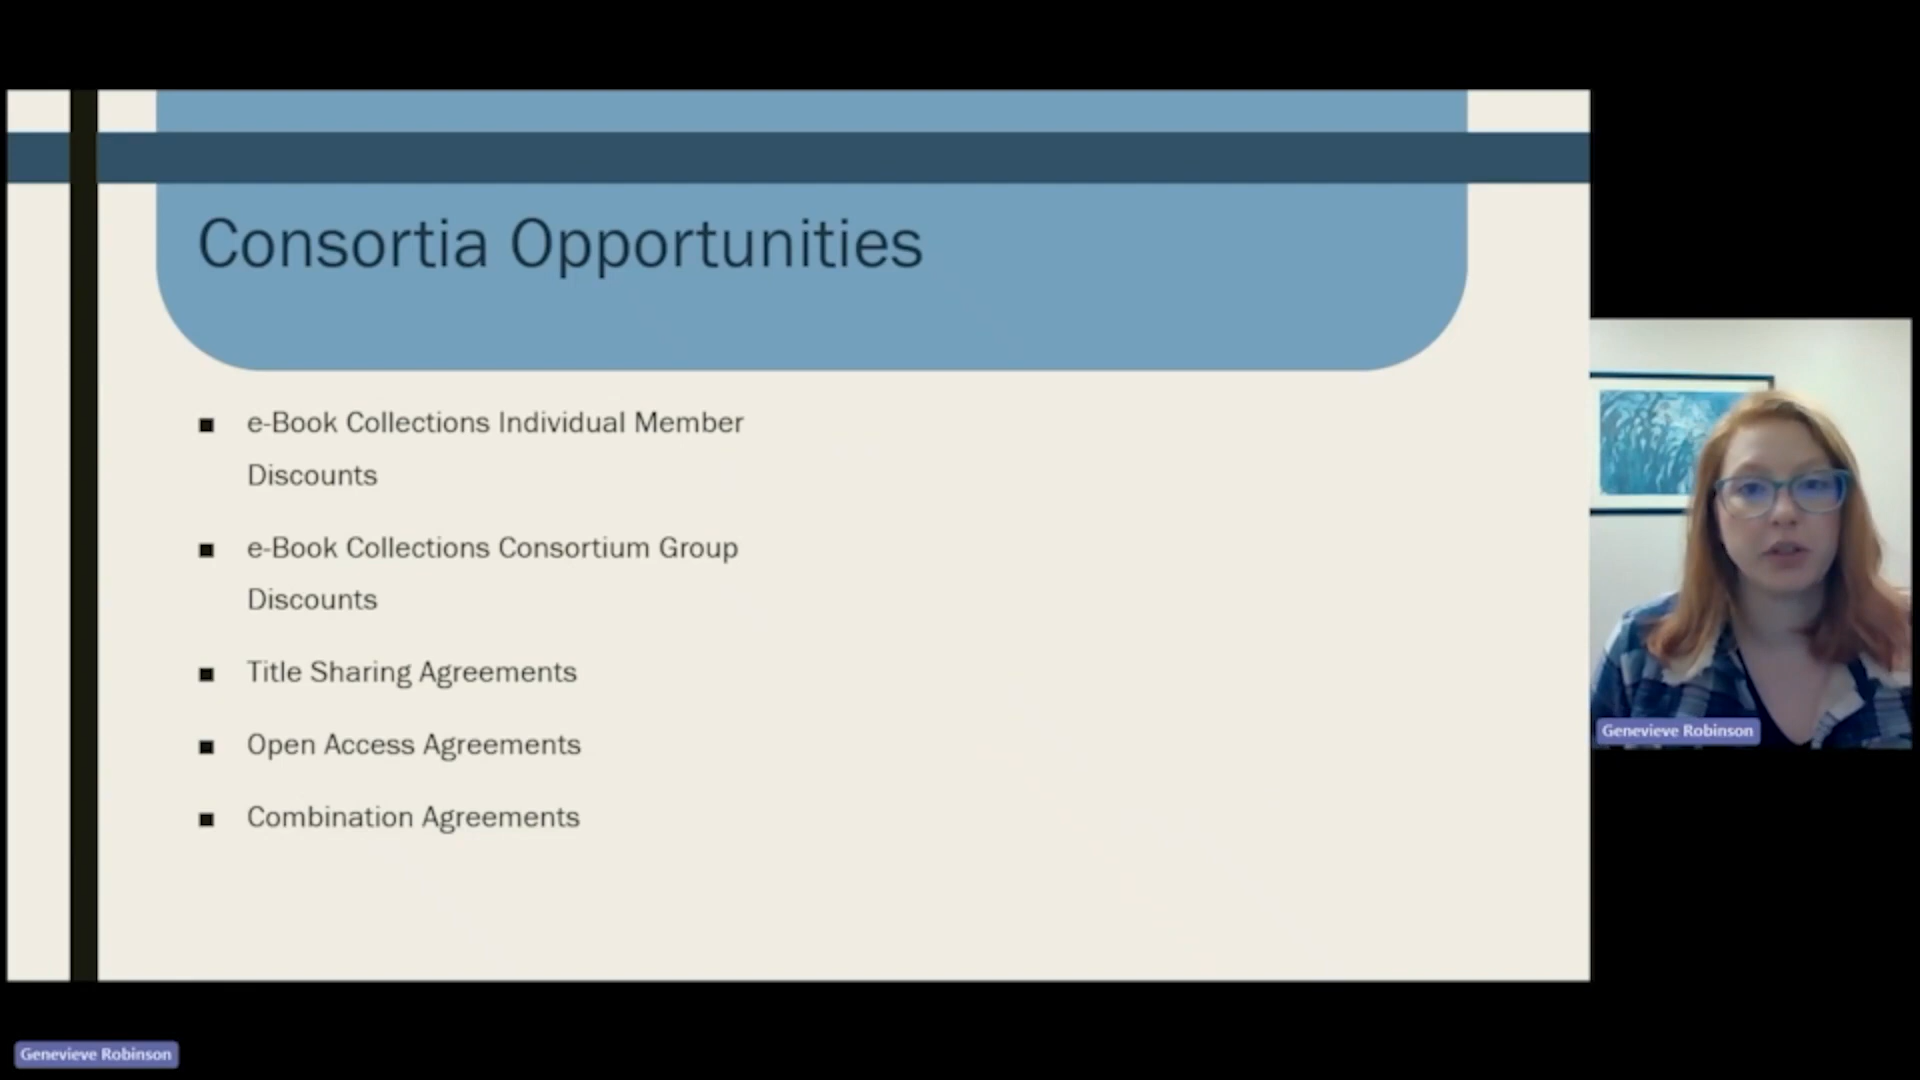 Consortia Opportunities
e-Book Collections Individual Member
Discounts
e-Book Collections Consortium Group
Discounts
Title Sharing Agreements
Open Access Agreements
Combination Agreements
Genevieve Robinson
Genevieve Robinson